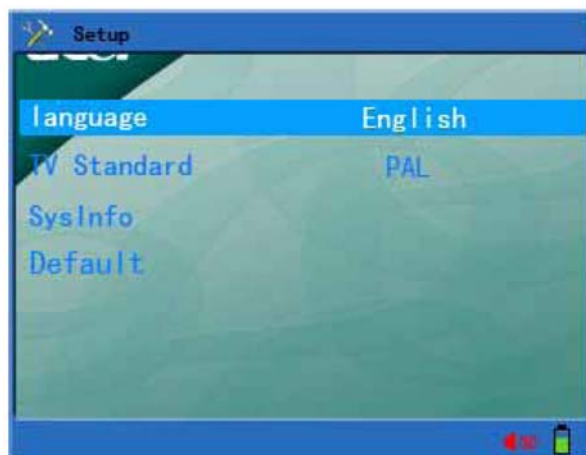 Setup
language English
TV Standard PAL
SysInfo
Default